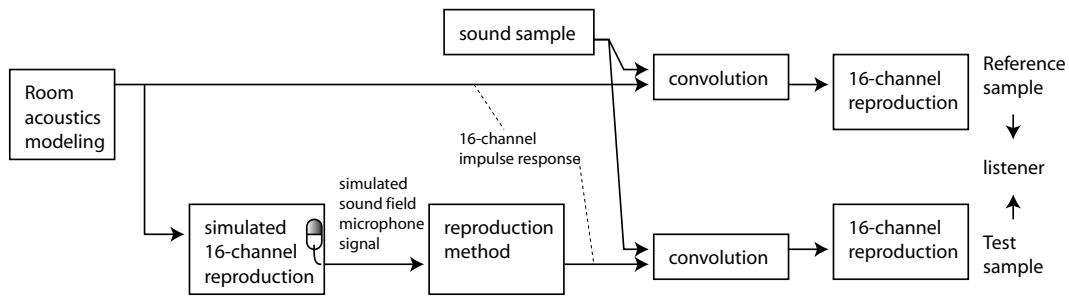 sound sample
Room
acoustics
modeling
convolution
16-channel
reproduction
Reference
sample
16-channel
impulse response
listener
simulated
sound field
microphone
signal
simulated
16-channel
reproduction
reproduction
method
convolution
16-channel
reproduction
Test
sample